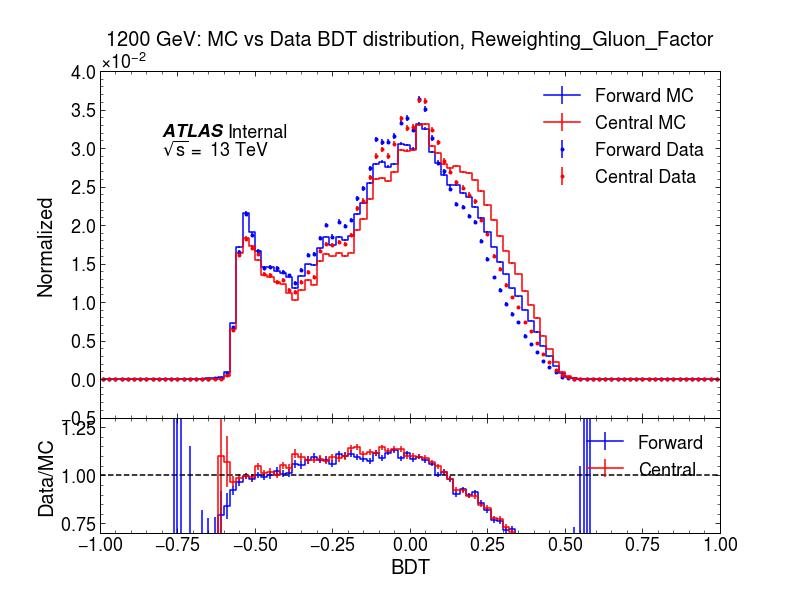 1200 GeV: MC vs Data BDT distribution, Reweighting_Gluon_Factor
×10⁻²
4.0
3.5
3.0
2.5
2.0
1.5
1.0
0.5
0.0
−0.5
Normalized
ATLAS Internal
√s = 13 TeV
Forward MC
Central MC
Forward Data
Central Data
1.25
1.00
0.75
Data/MC
Forward
Central
−1.00 −0.75 −0.50 −0.25 0.00 0.25 0.50 0.75 1.00
BDT